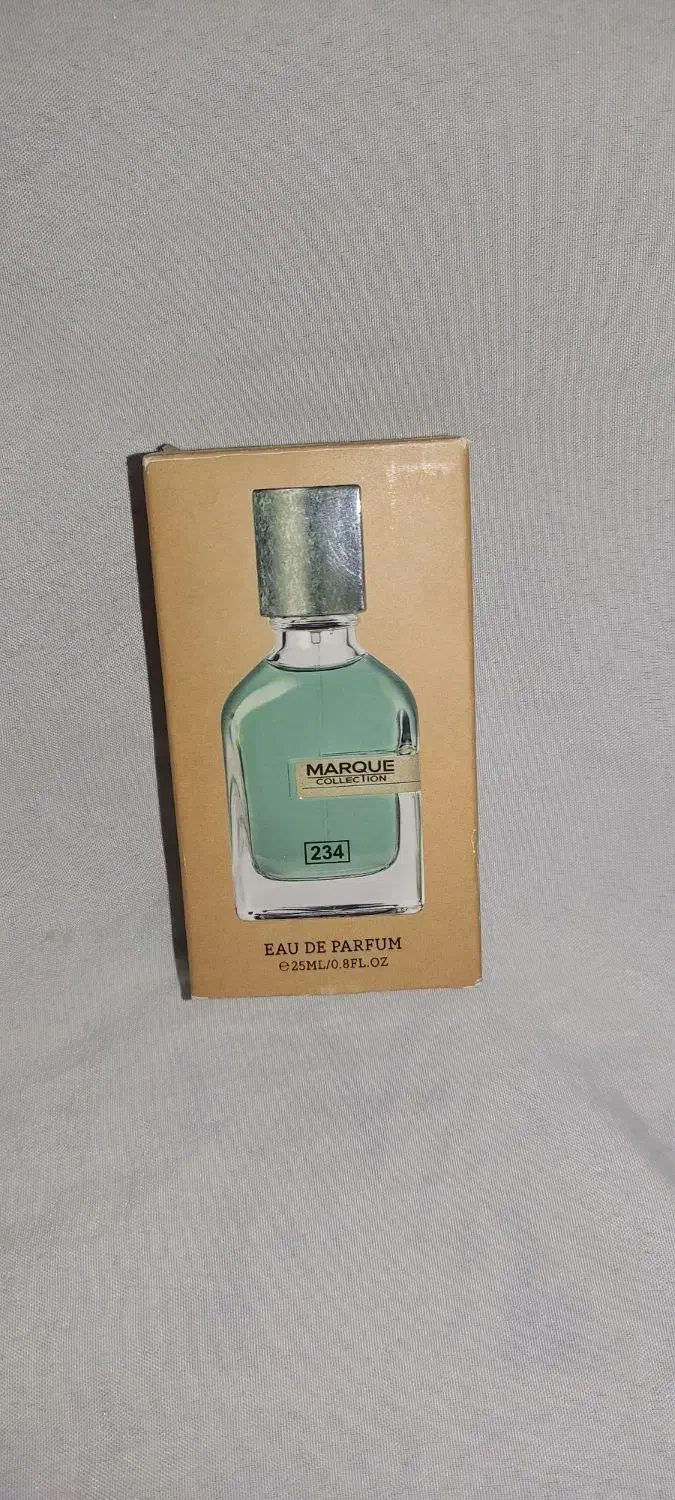 MARQUE
COLLECTION
234
EAU DE PARFUM
℮25ML/0.8FL.OZ